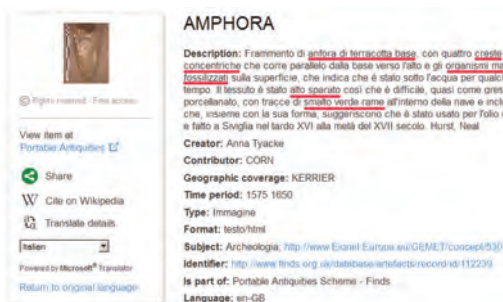 AMPHORA
Description: Frammento di anfora di terracotta base, con quattro creste
concentriche che corre parallelo dalla base verso l'alto e gli organismi ma
fossilizzati sulla superficie, che indica che è stato sotto l'acqua per qualc
tempo. Il tessuto è stato alto sparato così che è difficile, quasi come gres
porcellanato, con tracce di smalto verde rame all'interno della nave e
che, insieme con la sua forma, suggeriscono che è stato usato per l'olio
e fatto a Siviglia nel tardo XVI alla metà del XVII secolo. Hurst, Neal
Creator: Anna Tyacke
Contributor: CORN
Geographic coverage: KERRIER
Time period: 1575 1650
Type: Immagine
Format: testo/html
Subject: Archeologia; http://www.Eionet.Europa.eu/GEMET/concept/530
Identifier: http://www.finds.org.uk/database/artefacts/record/id/112239
Is part of: Portable Antiquities Scheme - Finds
Language: en-GB
© Rights reserved - Free access
View item at
Portable Antiquities
Share
W Cite on Wikipedia
Translate details
Italian
Powered by Microsoft® Translator
Return to original language